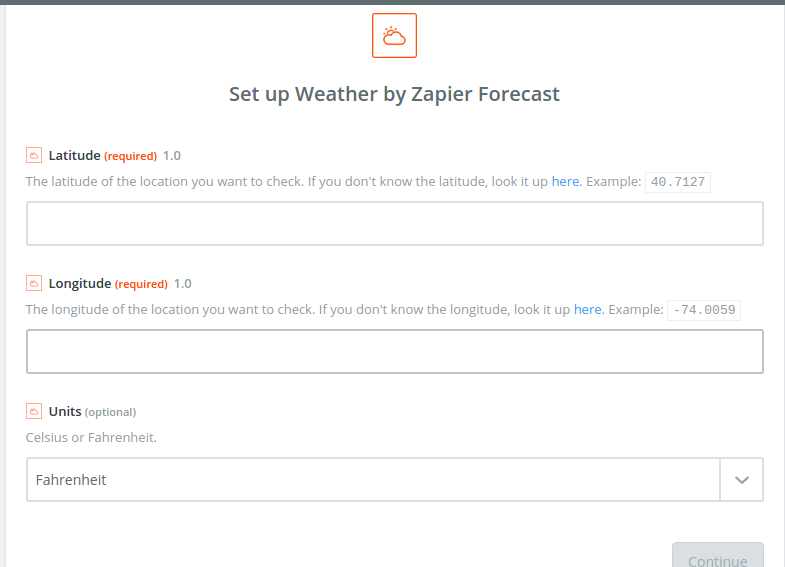 Set up Weather by Zapier Forecast
Latitude (required) 1.0
The latitude of the location you want to check. If you don't know the latitude, look it up here. Example: 40.7127
Longitude (required) 1.0
The longitude of the location you want to check. If you don't know the longitude, look it up here. Example: -74.0059
Units (optional)
Celsius or Fahrenheit.
Fahrenheit
Continue